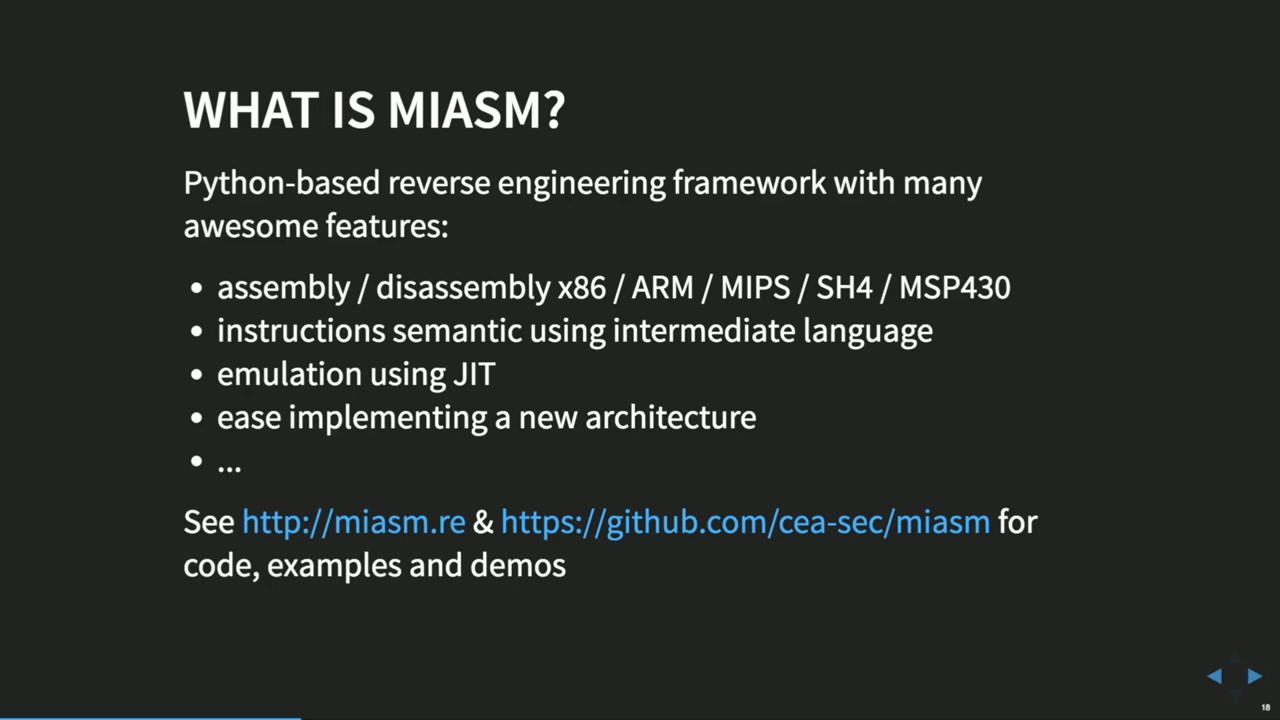 WHAT IS MIASM?
Python-based reverse engineering framework with many
awesome features:
• assembly / disassembly x86 / ARM / MIPS / SH4 / MSP430
• instructions semantic using intermediate language
• emulation using JIT
• ease implementing a new architecture
• ...
See http://miasm.re & https://github.com/cea-sec/miasm for
code, examples and demos
18